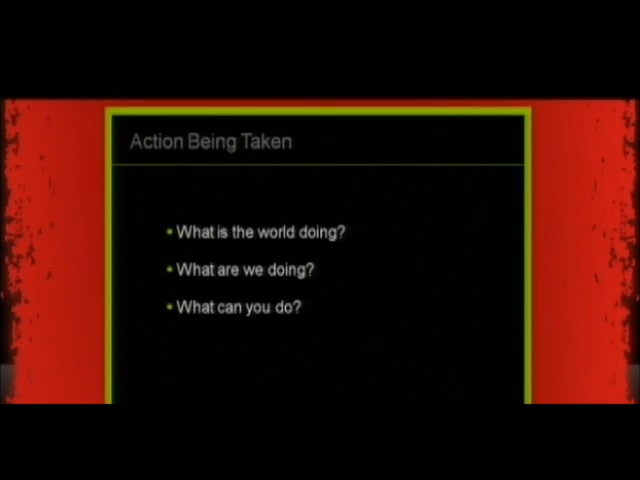 Action Being Taken
▪ What is the world doing?
▪ What are we doing?
▪ What can you do?